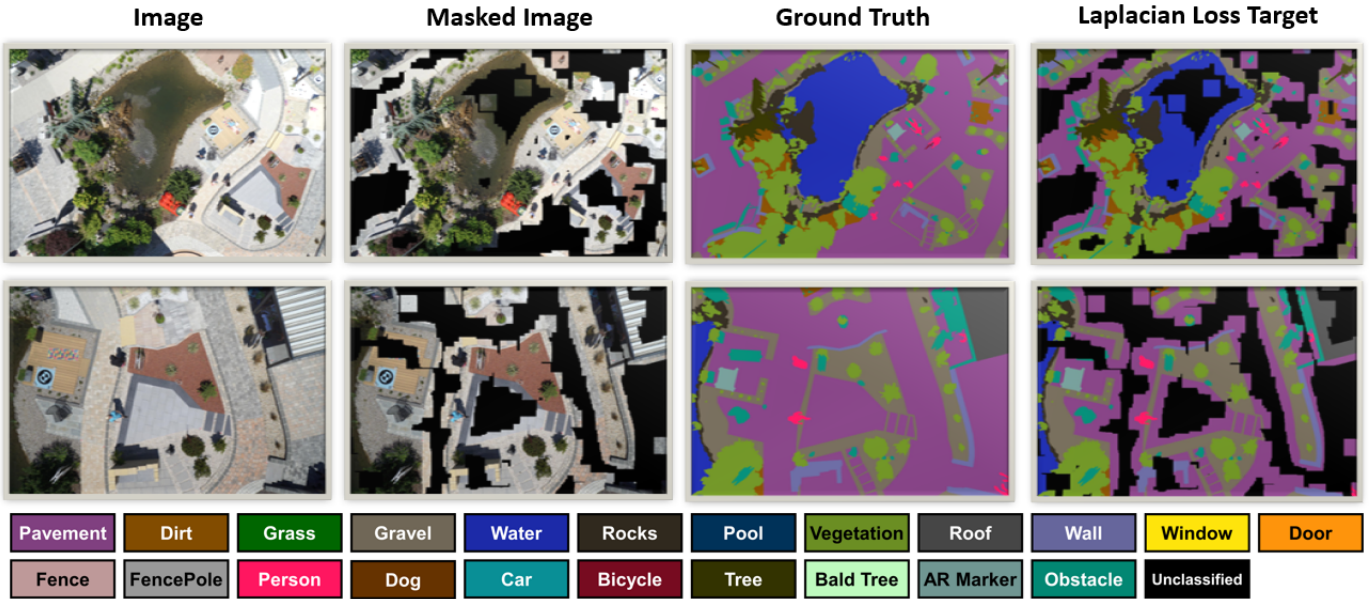 Image Masked Image Ground Truth Laplacian Loss Target
Pavement Dirt Grass Gravel Water Rocks Pool Vegetation Roof Wall Window Door
Fence FencePole Person Dog Car Bicycle Tree Bald Tree AR Marker Obstacle Unclassified